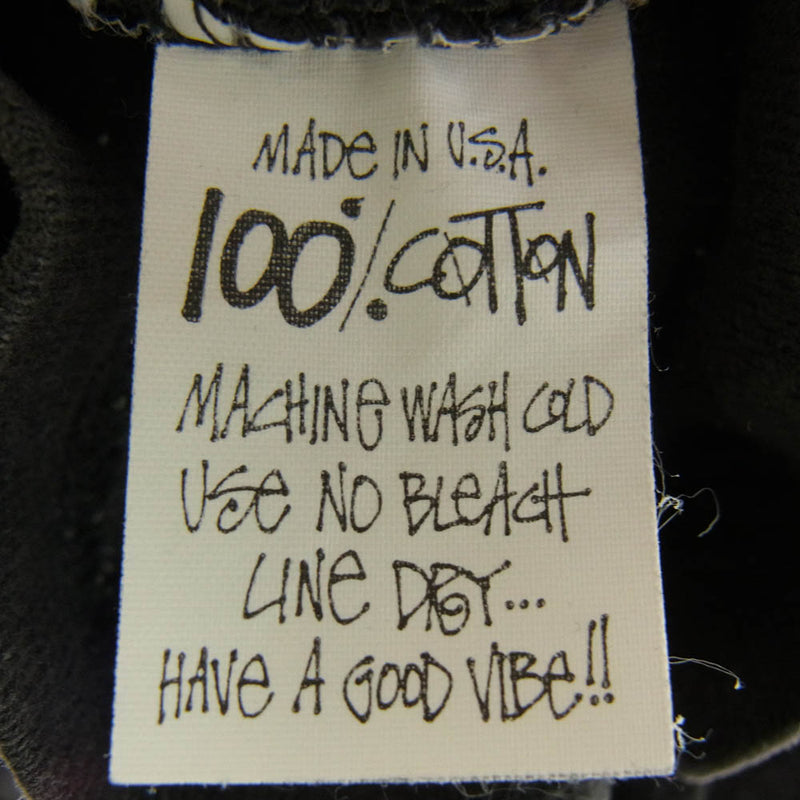 MADE IN U.S.A.
100% COTTON
MACHINE WASH COLD
USE NO BLEACH
LINE DRY...
HAVE A GOOD VIBE!!